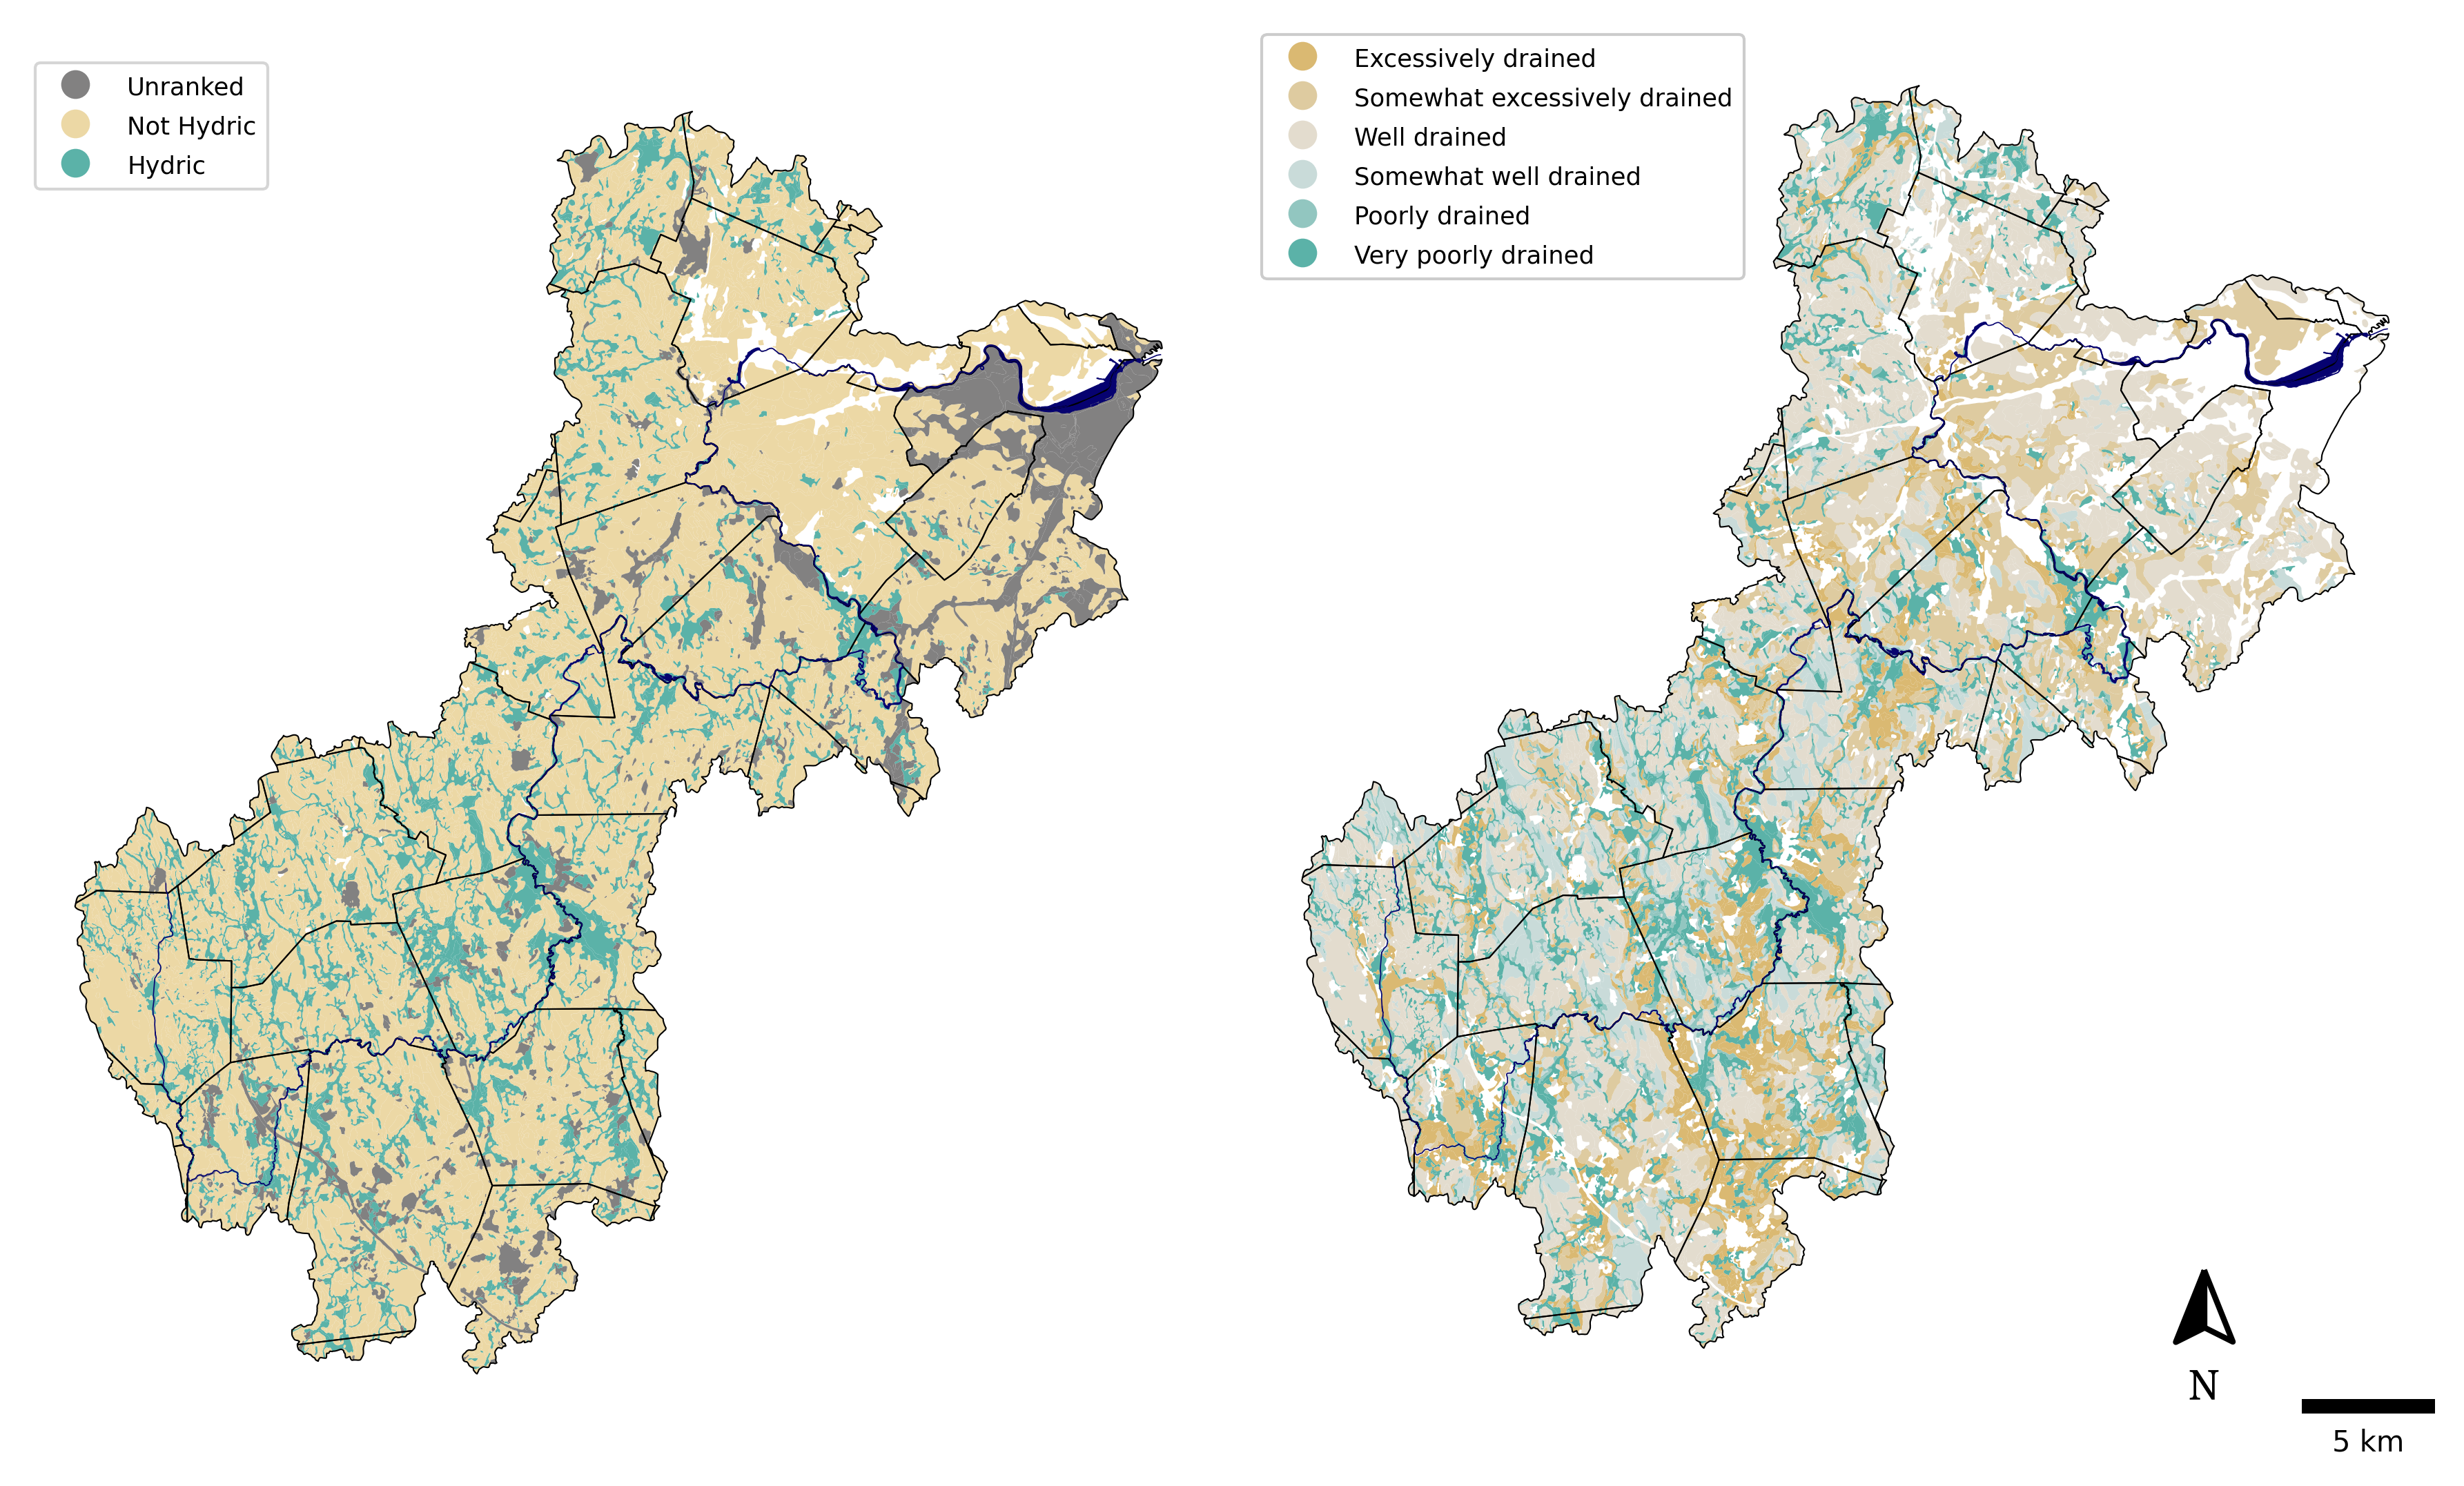 Unranked
Not Hydric
Hydric
Excessively drained
Somewhat excessively drained
Well drained
Somewhat well drained
Poorly drained
Very poorly drained
N
5 km